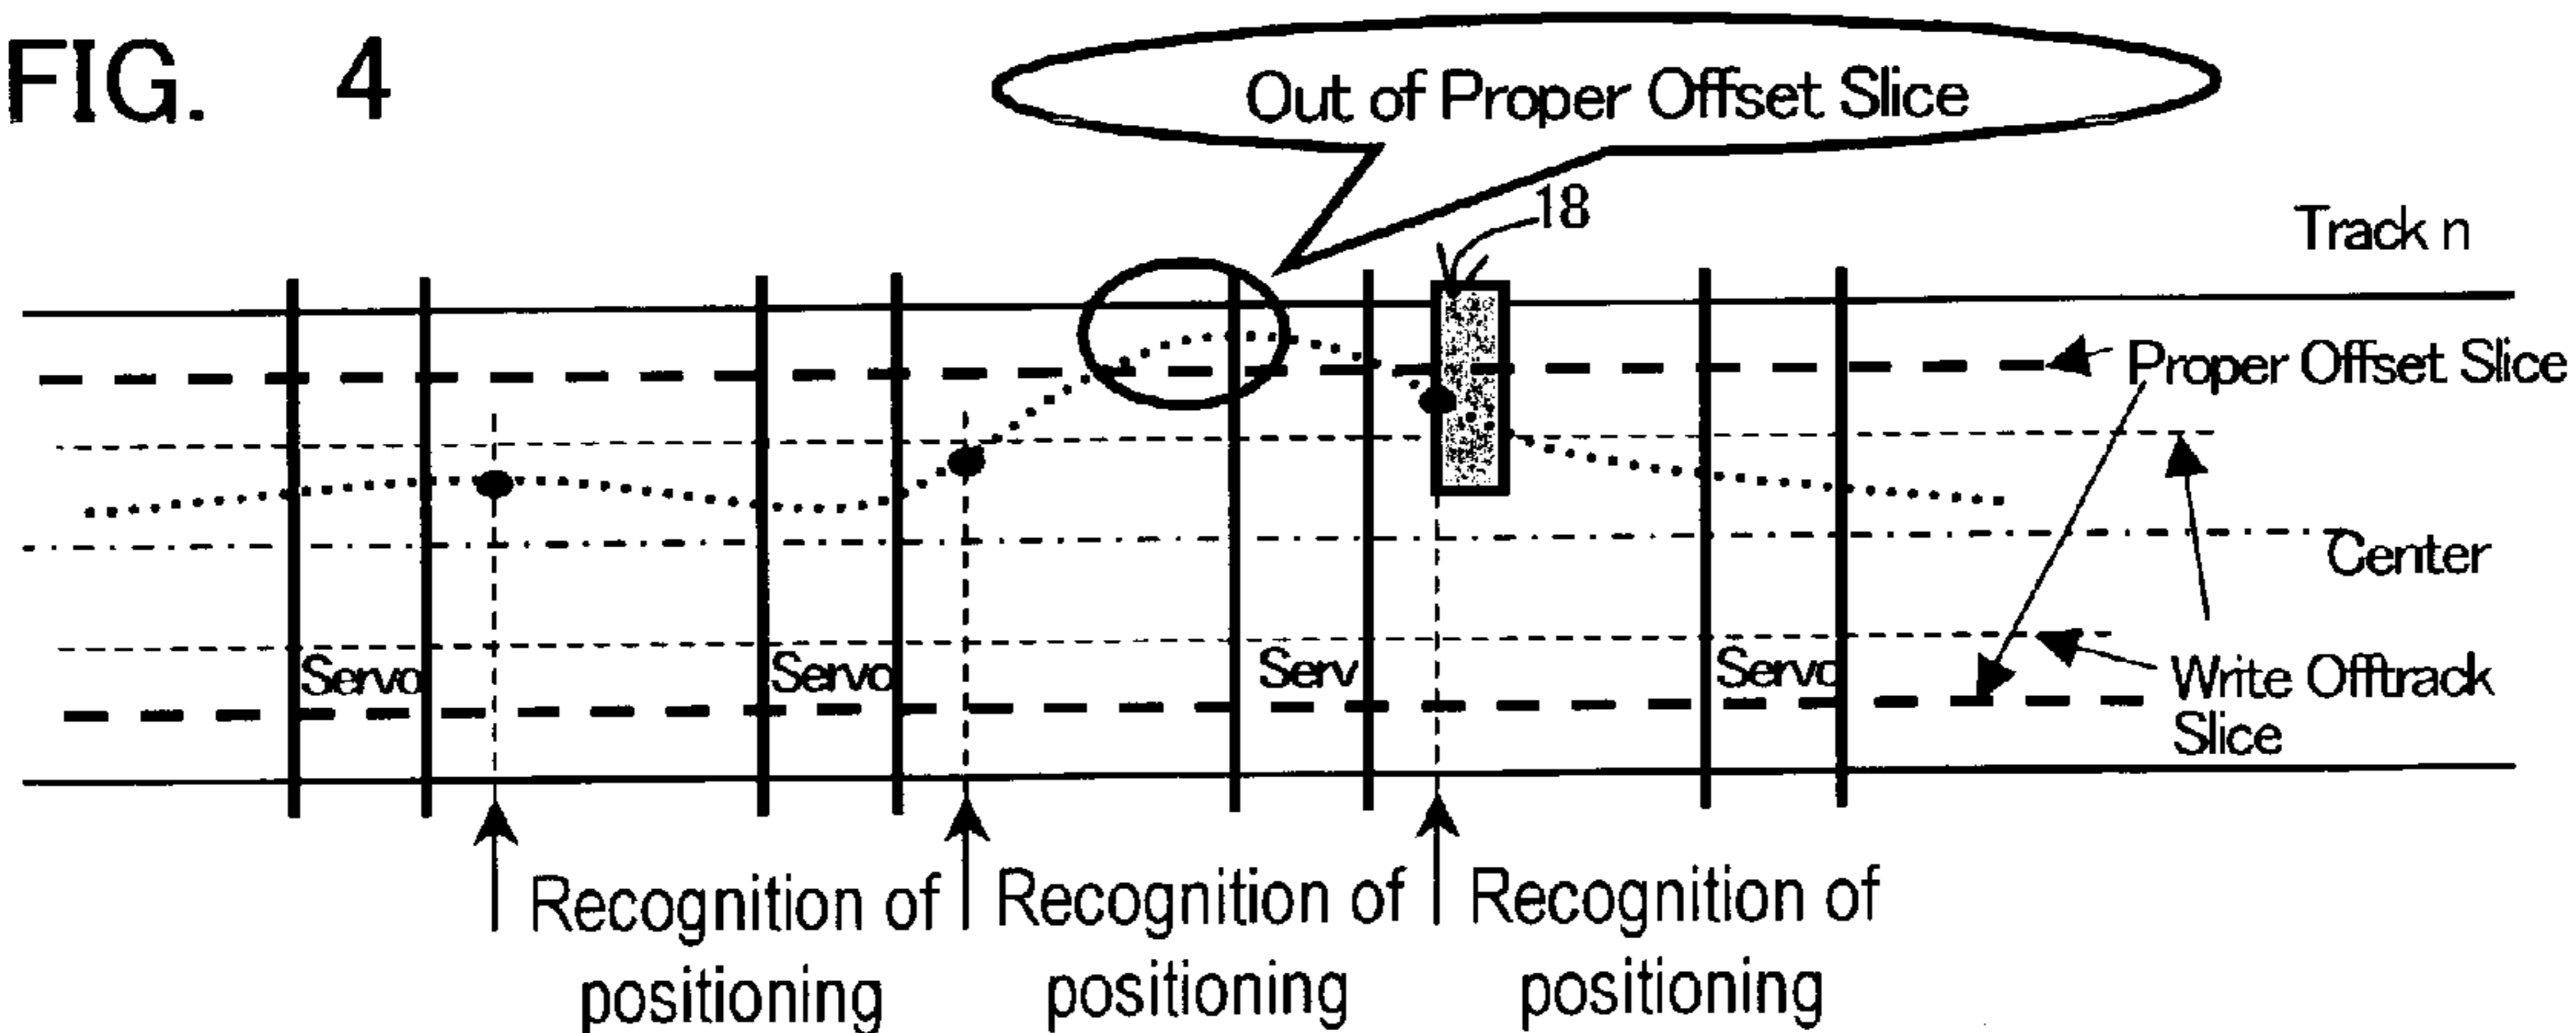 FIG. 4
Out of Proper Offset Slice
18
Track n
Proper Offset Slice
Center
Servo
Servo
Serv
Servo
Write Offtrack
Slice
Recognition of
positioning
Recognition of
positioning
Recognition of
positioning